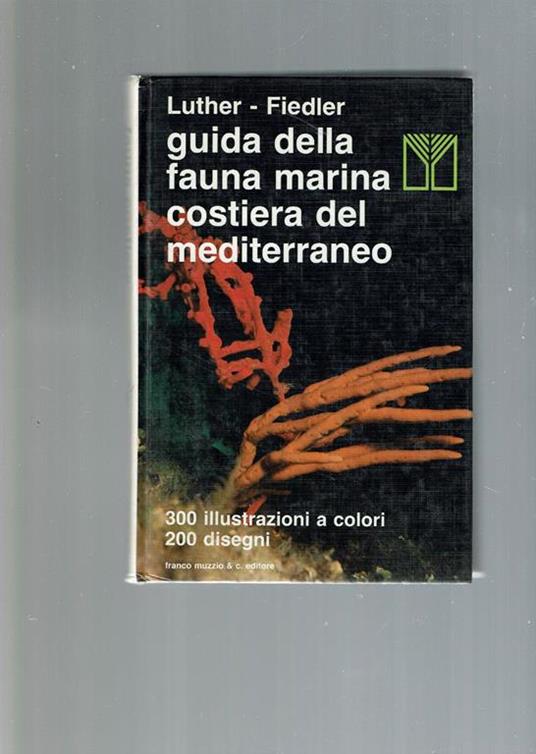 Luther - Fiedler
guida della
fauna marina
costiera del
mediterraneo
300 illustrazioni a colori
200 disegni
franco muzzio & c. editore